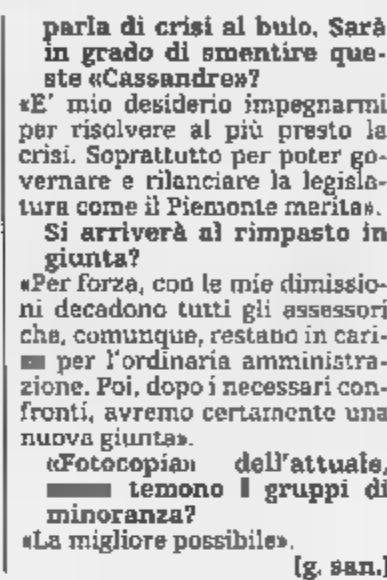 parla di crisi al buio. Sarà
in grado di smentire que-
ste «Cassandre»?
«E' mio desiderio impegnarmi
per risolvere al più presto la
crisi. Soprattutto per poter go-
vernare e rilanciare la legisla-
tura come il Piemonte merita».
Si arriverà al rimpasto in
giunta?
«Per forza, con le mie dimissio-
ni decadono tutti gli assessori
che, comunque, restano in cari-
per l'ordinaria amministra-
zione. Poi, dopo i necessari con-
fronti, avremo certamente una
nuova giunta».
«Fotocopia» dell'attuale,
temono i gruppi di
minoranza?
«La migliore possibile».
[g. san.]